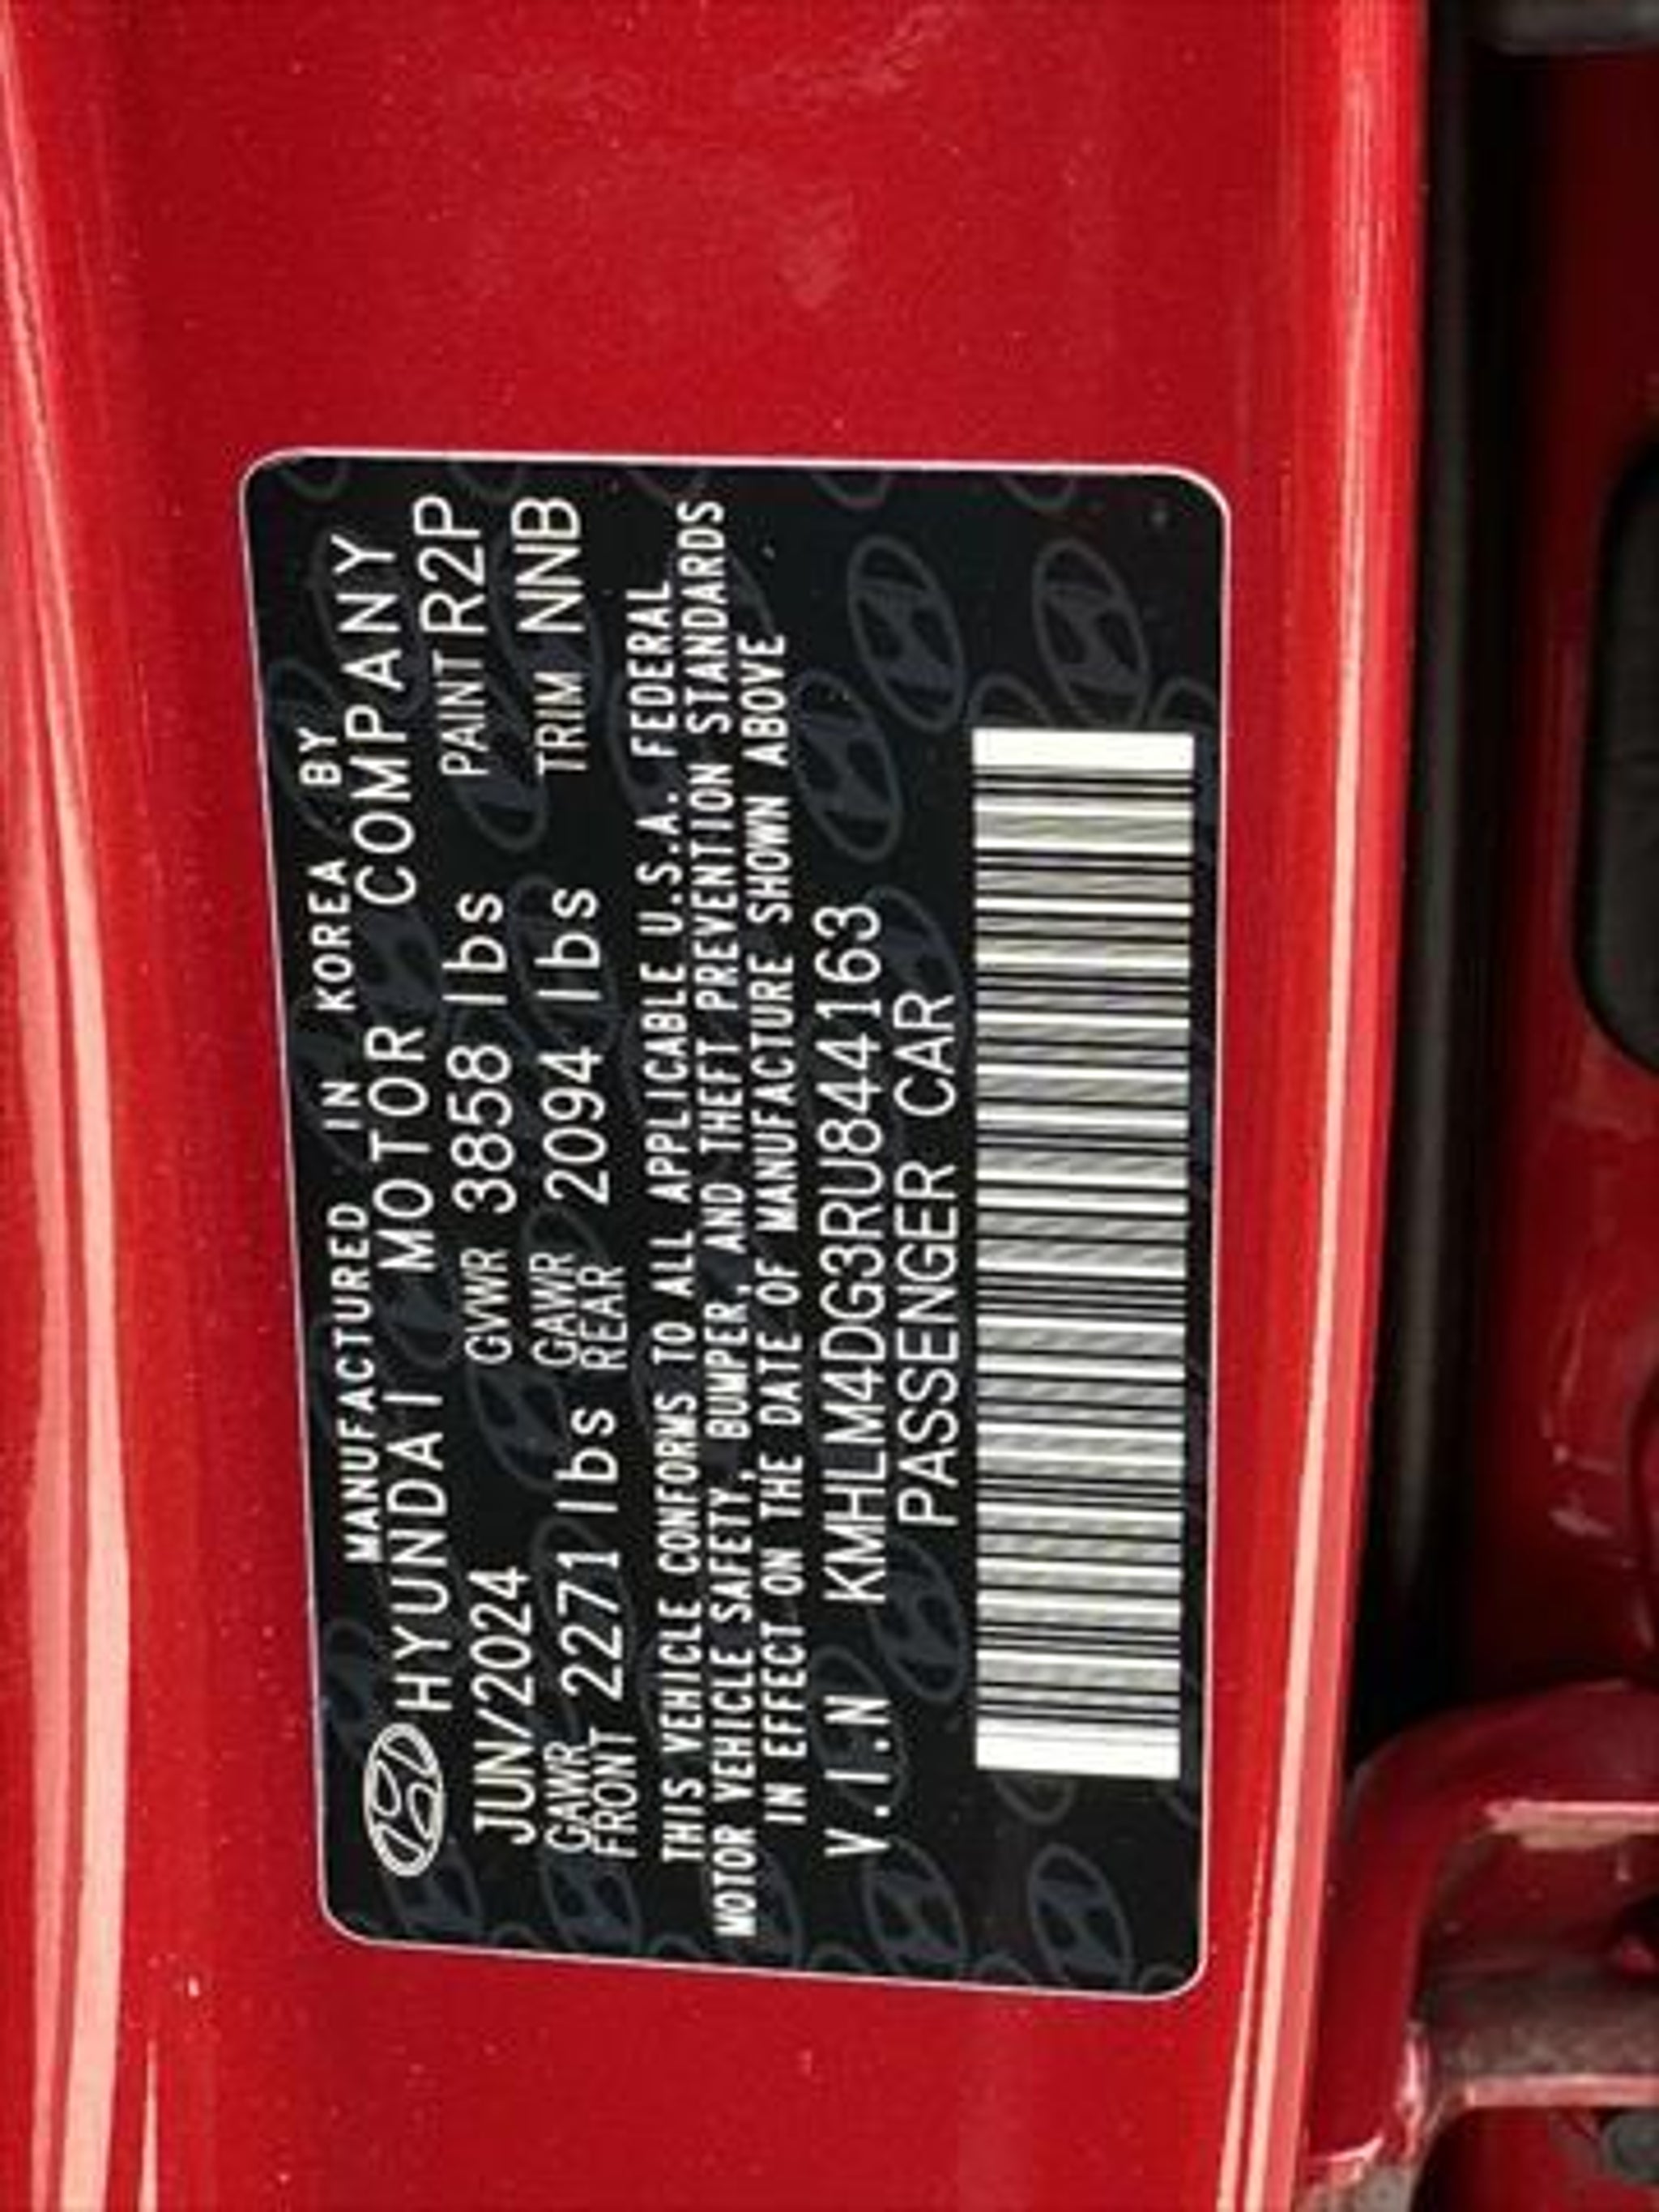 MANUFACTURED IN KOREA BY
HYUNDAI MOTOR COMPANY
JUN/2024 GVWR 3858 lbs PAINT R2P
GAWR FRONT 2271 lbs GAWR REAR 2094 lbs TRIM NNB
THIS VEHICLE CONFORMS TO ALL APPLICABLE U.S.A. FEDERAL
MOTOR VEHICLE SAFETY, BUMPER, AND THEFT PREVENTION STANDARDS
IN EFFECT ON THE DATE OF MANUFACTURE SHOWN ABOVE
V.I.N KMHLM4DG3RU844163
PASSENGER CAR